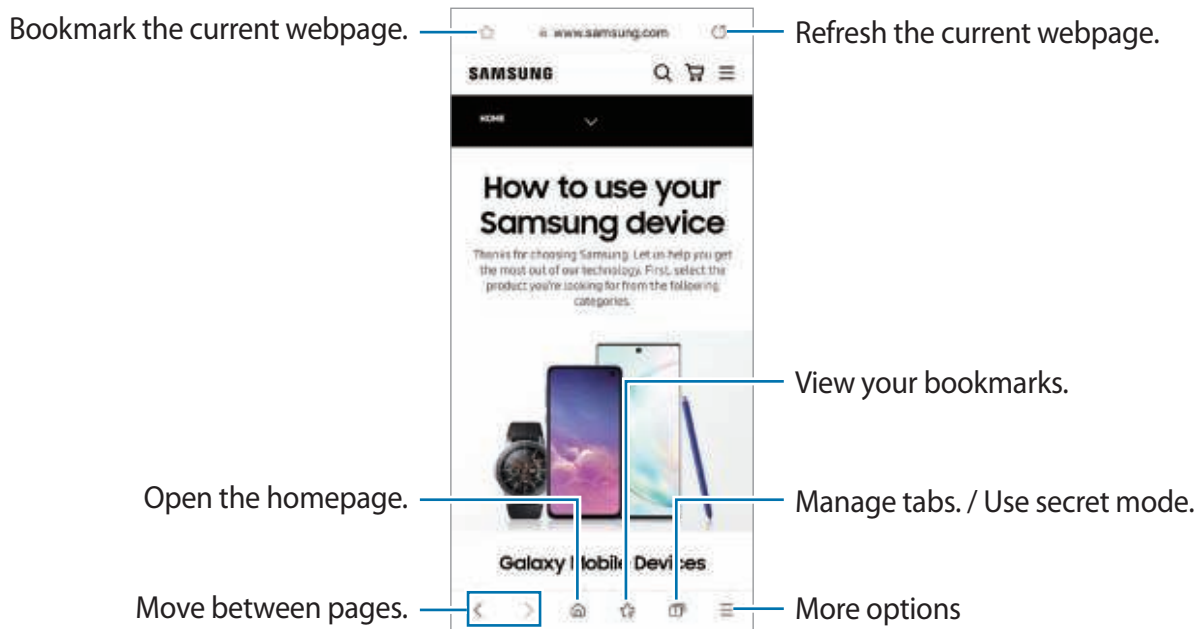 Bookmark the current webpage.
www.samsung.com
Refresh the current webpage.
SAMSUNG
HOME
How to use your
Samsung device
Thanks for choosing Samsung. Let us help you get
the most out of our technology. First, select the
product you're looking for from the following
categories.
View your bookmarks.
Open the homepage.
Manage tabs. / Use secret mode.
Galaxy Mobile Devices
Move between pages.
More options